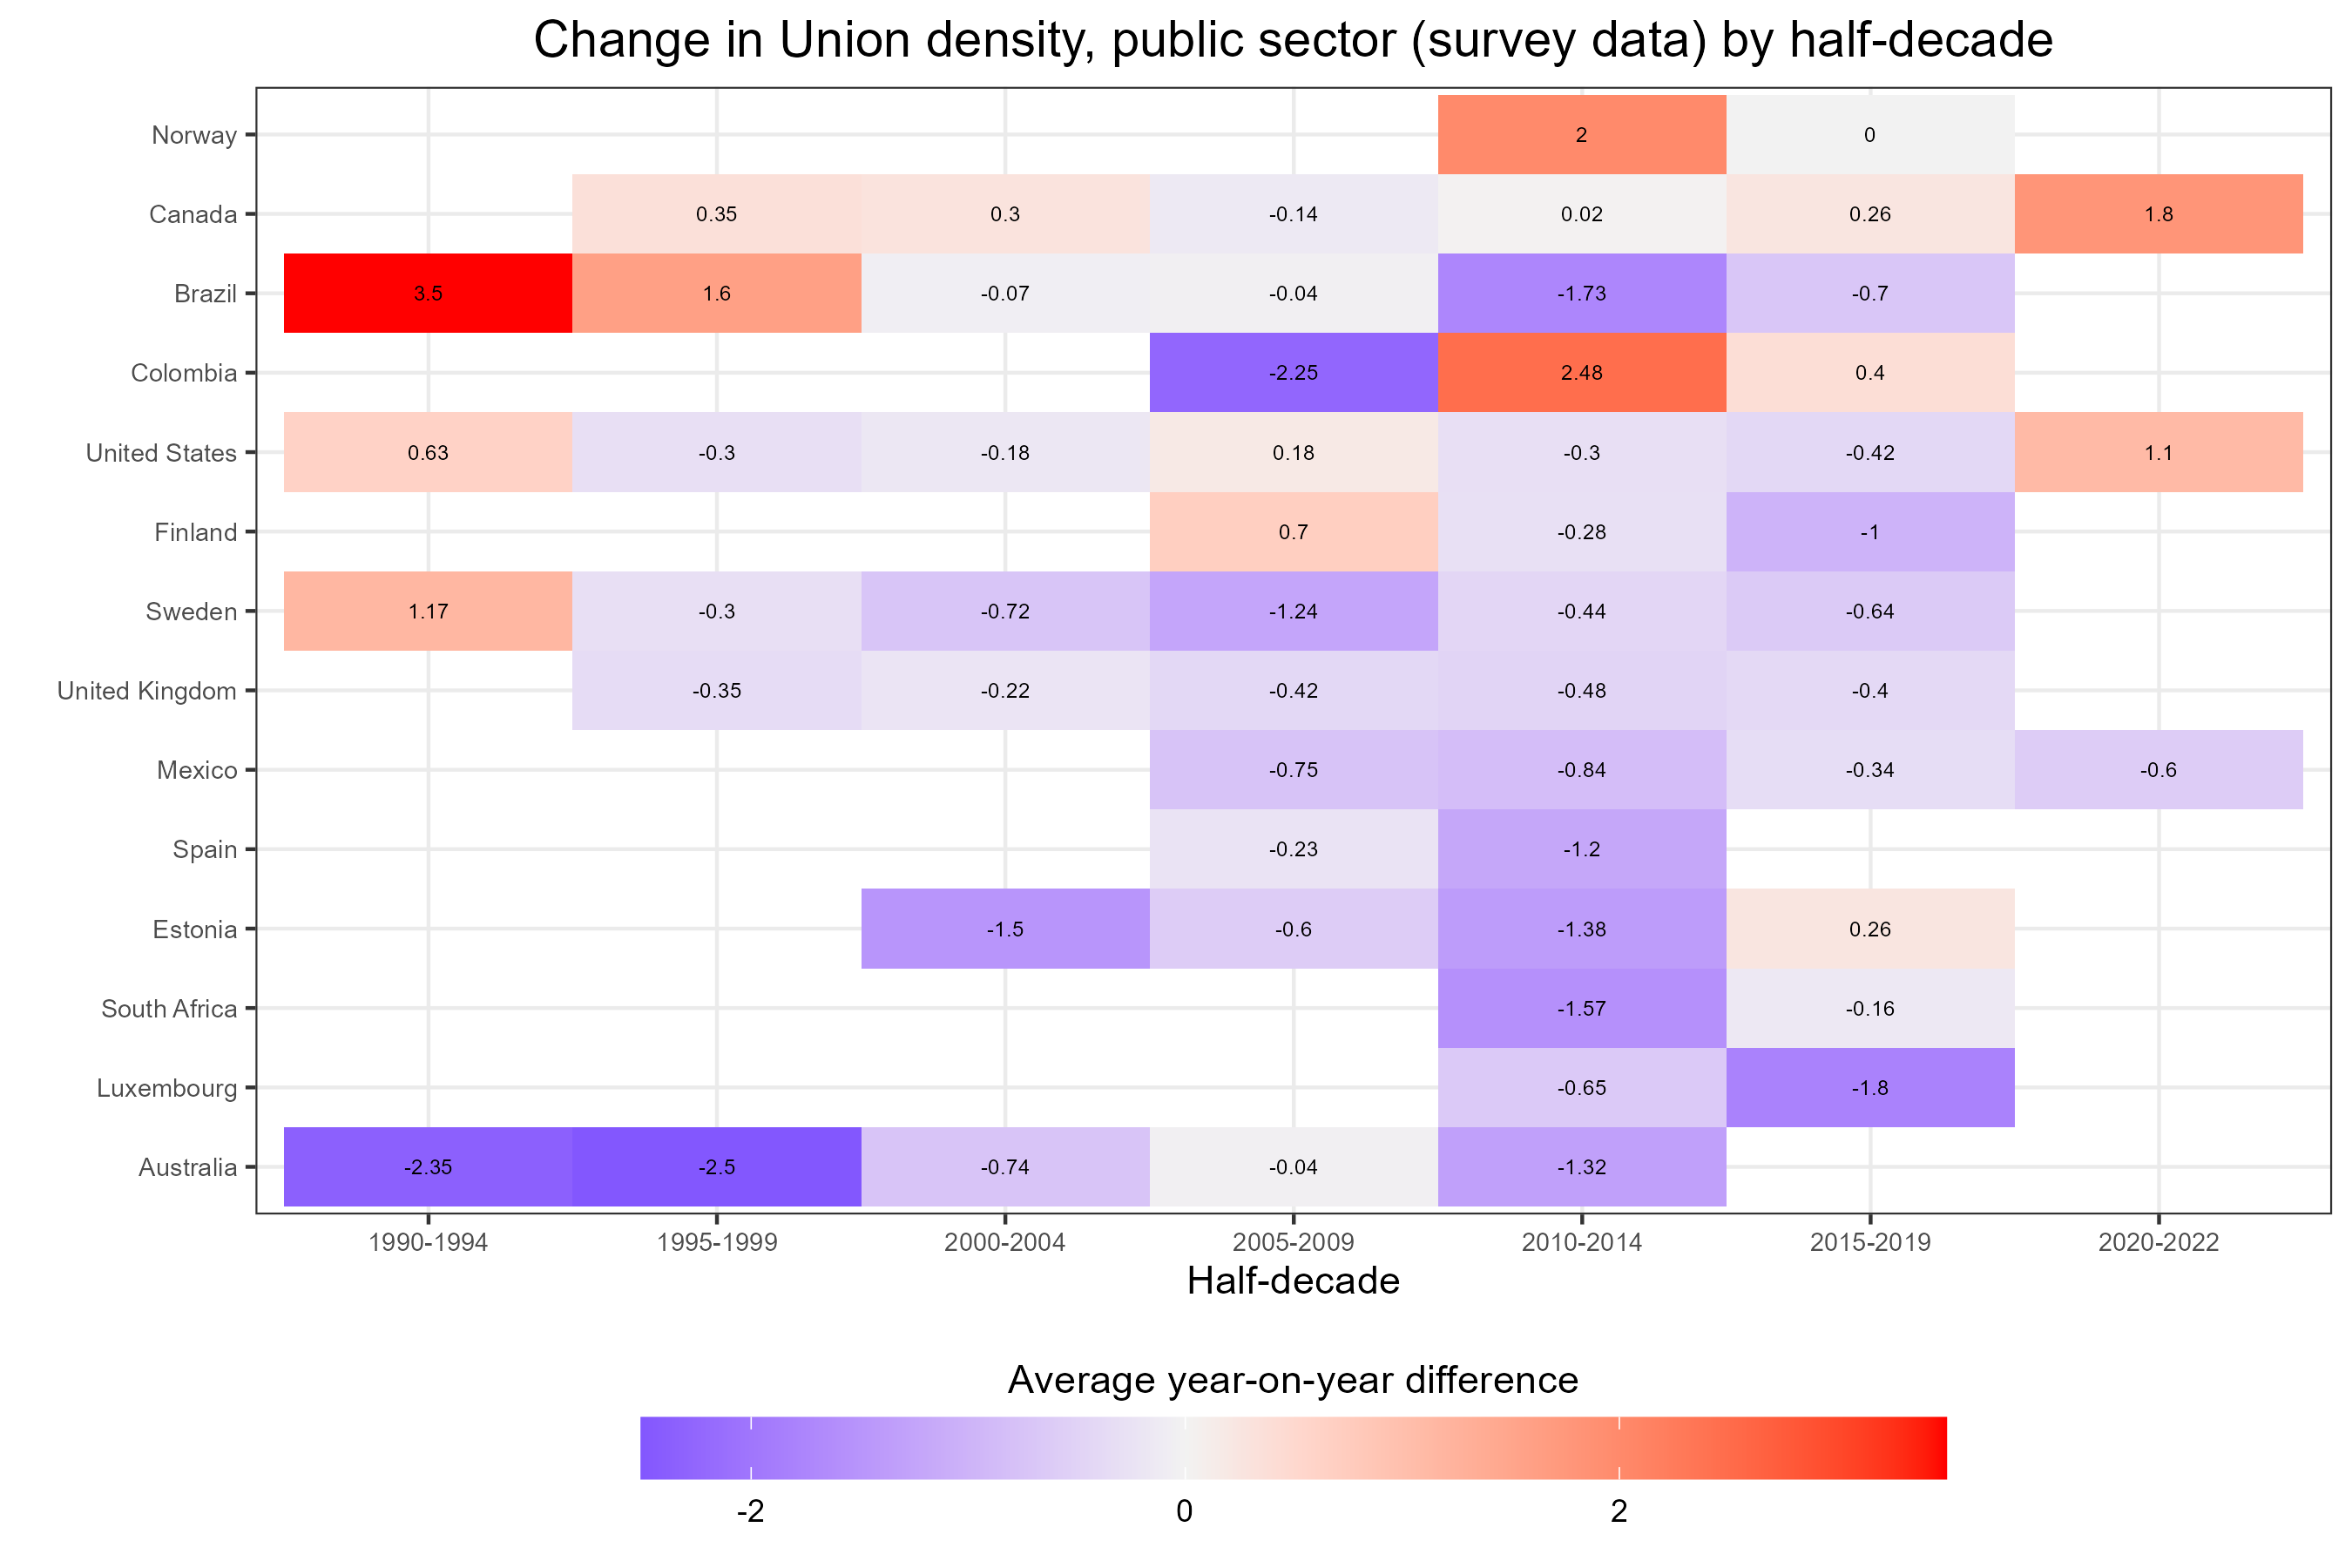 Change in Union density, public sector (survey data) by half-decade
Norway 2 0
Canada 0.35 0.3 -0.14 0.02 0.26 1.8
Brazil 3.5 1.6 -0.07 -0.04 -1.73 -0.7
Colombia -2.25 2.48 0.4
United States 0.63 -0.3 -0.18 0.18 -0.3 -0.42 1.1
Finland 0.7 -0.28 -1
Sweden 1.17 -0.3 -0.72 -1.24 -0.44 -0.64
United Kingdom -0.35 -0.22 -0.42 -0.48 -0.4
Mexico -0.75 -0.84 -0.34 -0.6
Spain -0.23 -1.2
Estonia -1.5 -0.6 -1.38 0.26
South Africa -1.57 -0.16
Luxembourg -0.65 -1.8
Australia -2.35 -2.5 -0.74 -0.04 -1.32
1990-1994 1995-1999 2000-2004 2005-2009 2010-2014 2015-2019 2020-2022
Half-decade
Average year-on-year difference
-2 0 2